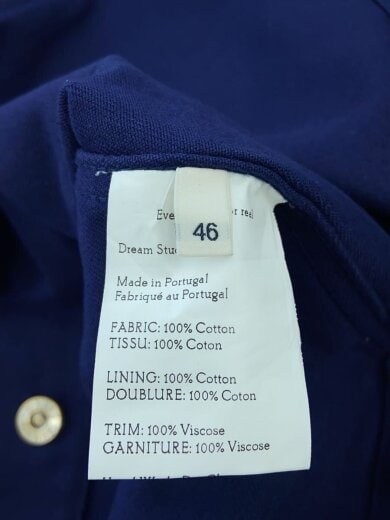 46
Dream
Made in Portugal
Fabriqué au Portugal
FABRIC: 100% Cotton
TISSU: 100% Coton
LINING: 100% Cotton
DOUBLURE: 100% Coton
TRIM: 100% Viscose
GARNITURE: 100% Viscose